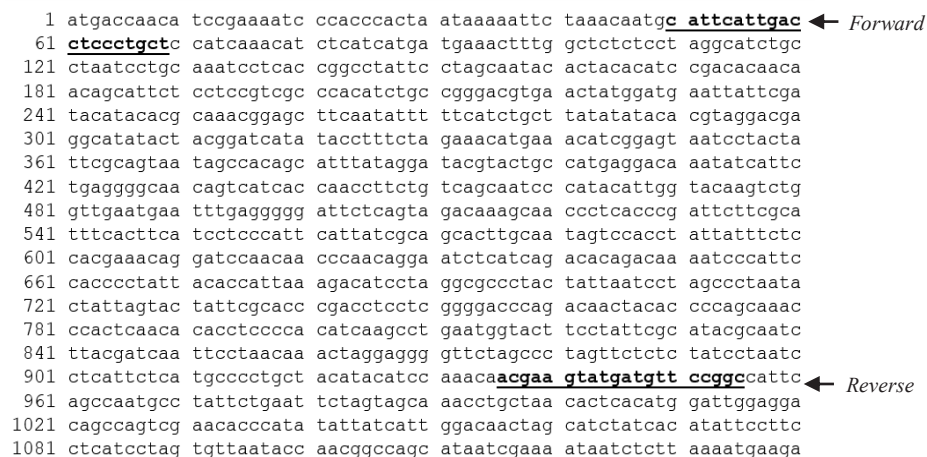 1 atgaccaaca tccgaaaatc ccacccacta ataaaaattc taaacaatgc attcattgac Forward
61 ctccctgctc catcaaacat ctcatcatga tgaaactttg gctctctcct aggcatctgc
121 ctaatcctgc aaatcctcac cggcctattc ctagcaatac actacacatc cgacacaaca
181 acagcattct cctccgtcgc ccacatctgc cgggacgtga actatggatg aattattcga
241 tacatacacg caaacggagc ttcaatattt ttcatctgct tatatataca cgtaggacga
301 ggcatatact acggatcata taccttttcta gaaacatgaa acatcggagt aatcctacta
361 ttcgcagtaa tagccacagc atttatagga tacgtactgc catgaggaca aatatcattc
421 tgaggggcaa cagtcatcac caaccttctg tcagcaatcc catacattgg tacaagtctg
481 gttgaatgaa tttgaggggg attctcagta gacaaagcaa ccctcacccg attcttcgca
541 tttcacttca tcctcccatt cattatcgca gcacttgcaa tagtccacct attatttctc
601 cacgaaacag gatccaacaa cccaacagga atctcatcag acacagacaa aatcccattc
661 cacccctatt acaccattaa agacatccta ggcgccctac tattaatcct agccctaata
721 ctattagtac tattcgcacc cgacctcctc ggggacccag acaactacac cccagcaaac
781 ccactcaaca cacctcccca catcaagcct gaatggtact tcctattcgc atacgcaatc
841 ttacgatcaa ttcctaacaa actaggaggg gttctagccc tagttctctc tatcctaatc
901 ctcattctca tgcccctgct acatacatcc aaacaacgaa gtatgatgtt ccggccattc Reverse
961 agccaatgcc tattctgaat tctagtagca aacctgctaa cactcacatg gattggagga
1021 cagccagtcg aacacccata tattatcatt ggacaactag catctatcac atattccttc
1081 ctcatcctag tgttaatacc aacggccagc ataatcgaaa ataatctctt aaaatgaaga